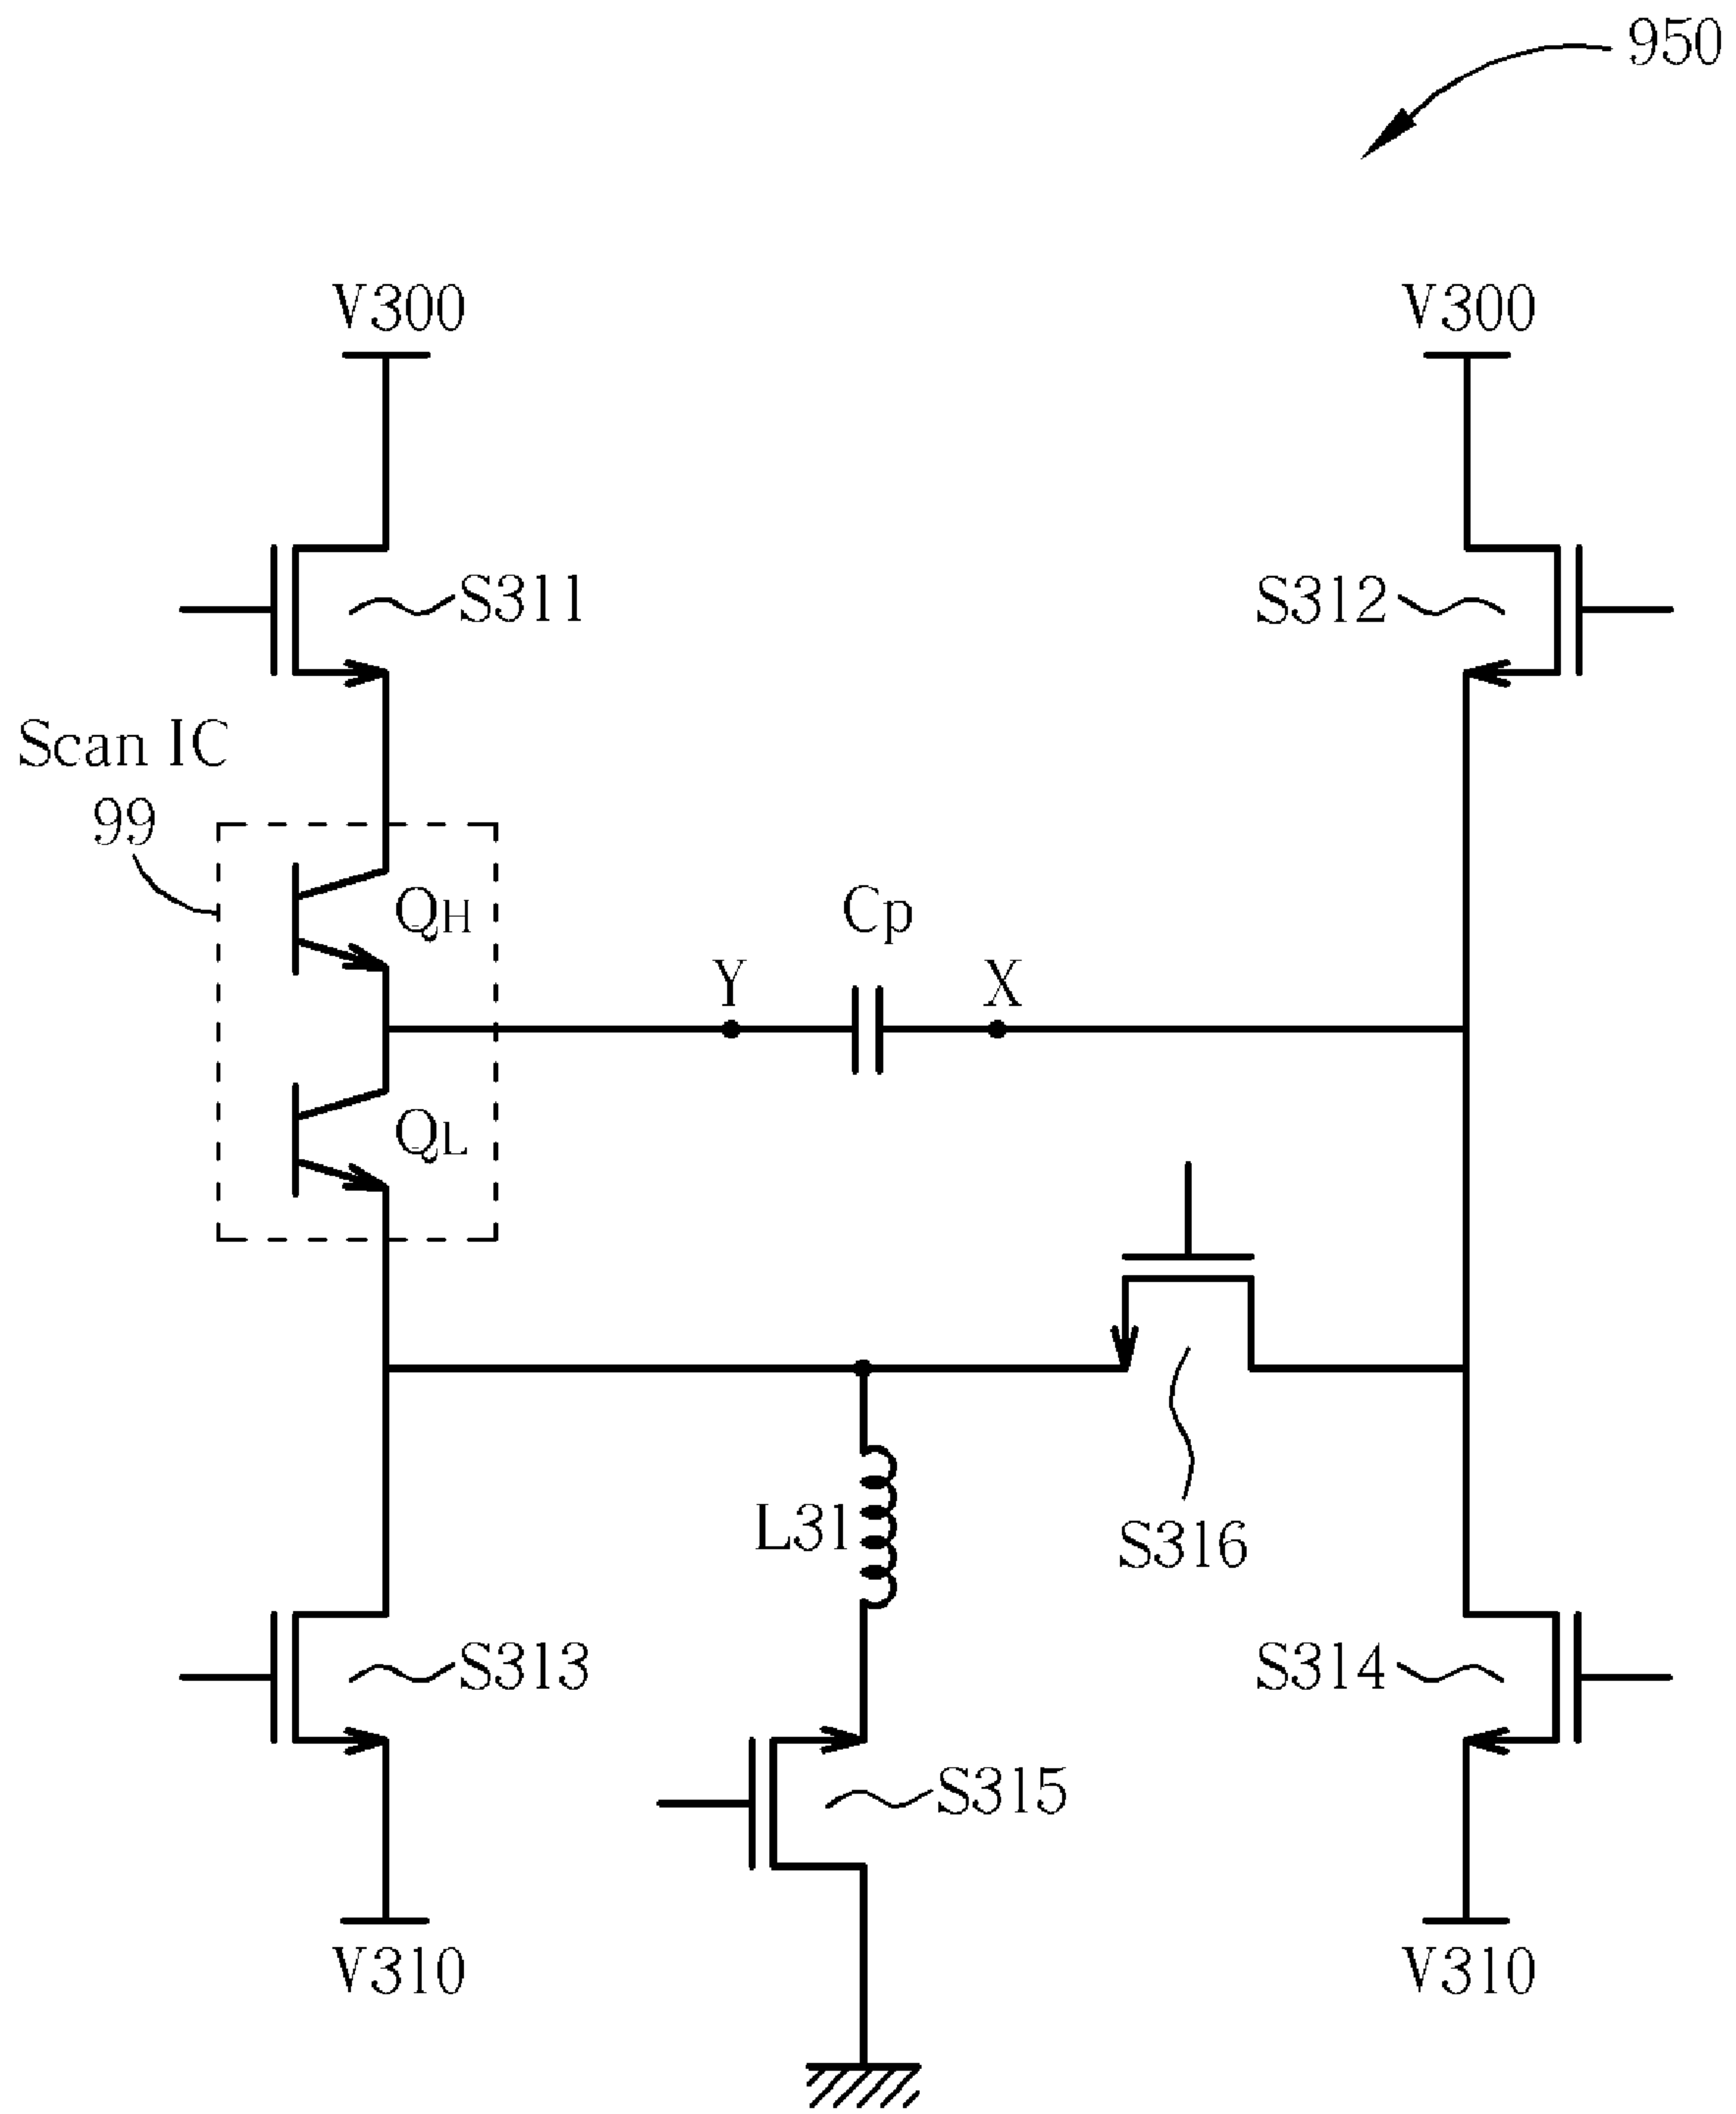 950
V300
V300
S311
S312
Scan IC
99
QH
Cp
Y
X
QL
L31
S316
S313
S314
S315
V310
V310